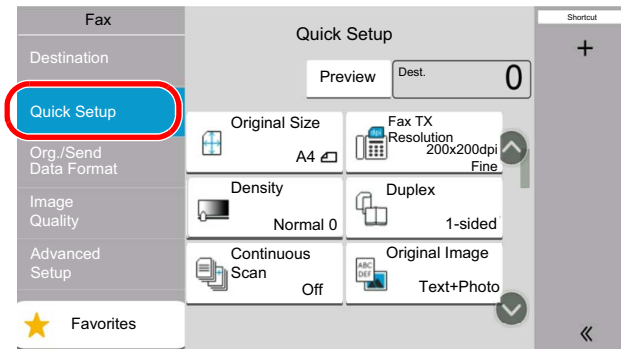 Fax
Destination
Quick Setup
Org./Send
Data Format
Image
Quality
Advanced
Setup
Favorites
Quick Setup
Preview
Dest.
0
Original Size
A4
Fax TX
Resolution
200x200dpi
Fine
Density
Normal 0
Duplex
1-sided
Continuous
Scan
Off
ABC
DEF
Original Image
Text+Photo
Shortcut
+
«